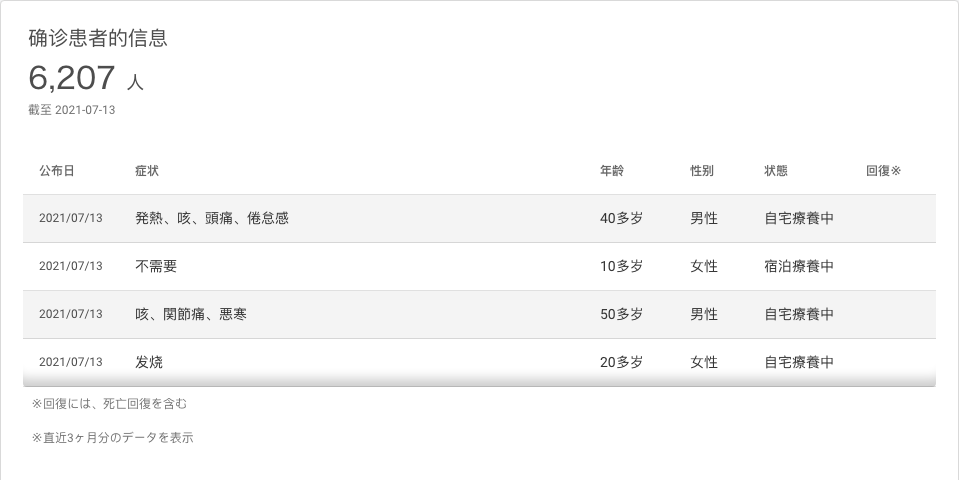 确诊患者的信息
6,207 人
截至 2021-07-13
公布日 症状 年龄 性别 状態 回復※
2021/07/13 発熱、咳、頭痛、倦怠感 40多岁 男性 自宅療養中
2021/07/13 不需要 10多岁 女性 宿泊療養中
2021/07/13 咳、関節痛、悪寒 50多岁 男性 自宅療養中
2021/07/13 发烧 20多岁 女性 自宅療養中
※回復には、死亡回復を含む
※直近3ヶ月分のデータを表示